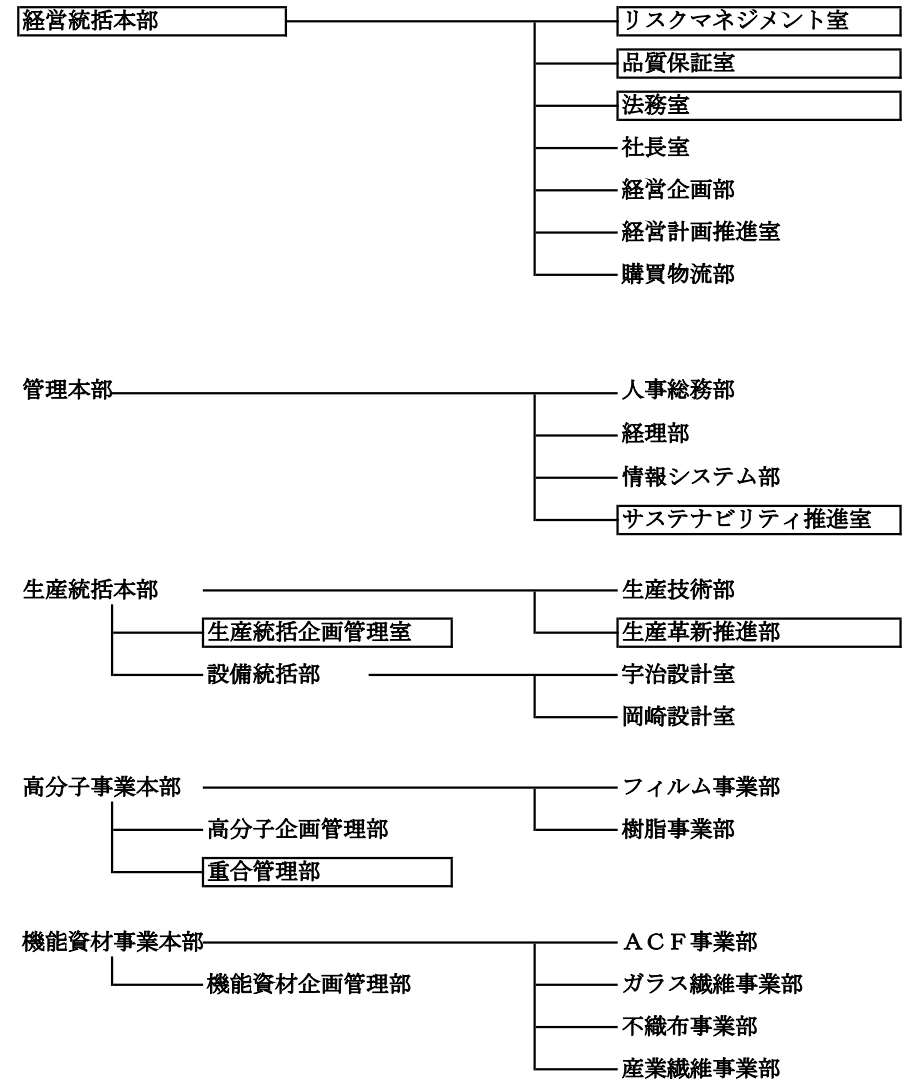 経営統括本部 リスクマネジメント室
品質保証室
法務室
社長室
経営企画部
経営計画推進室
購買物流部
管理本部 人事総務部
経理部
情報システム部
サステナビリティ推進室
生産統括本部 生産技術部
生産統括企画管理室 生産革新推進部
設備統括部 宇治設計室
岡崎設計室
高分子事業本部 フィルム事業部
高分子企画管理部 樹脂事業部
重合管理部
機能資材事業本部 ＡＣＦ事業部
機能資材企画管理部 ガラス繊維事業部
不織布事業部
産業繊維事業部